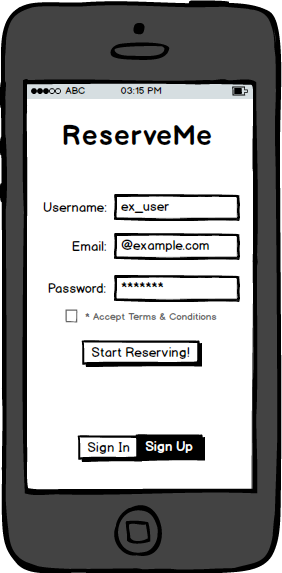 ABC 03:15 PM
ReserveMe
Username: ex_user
Email: @example.com
Password: *******
* Accept Terms & Conditions
Start Reserving!
Sign In Sign Up